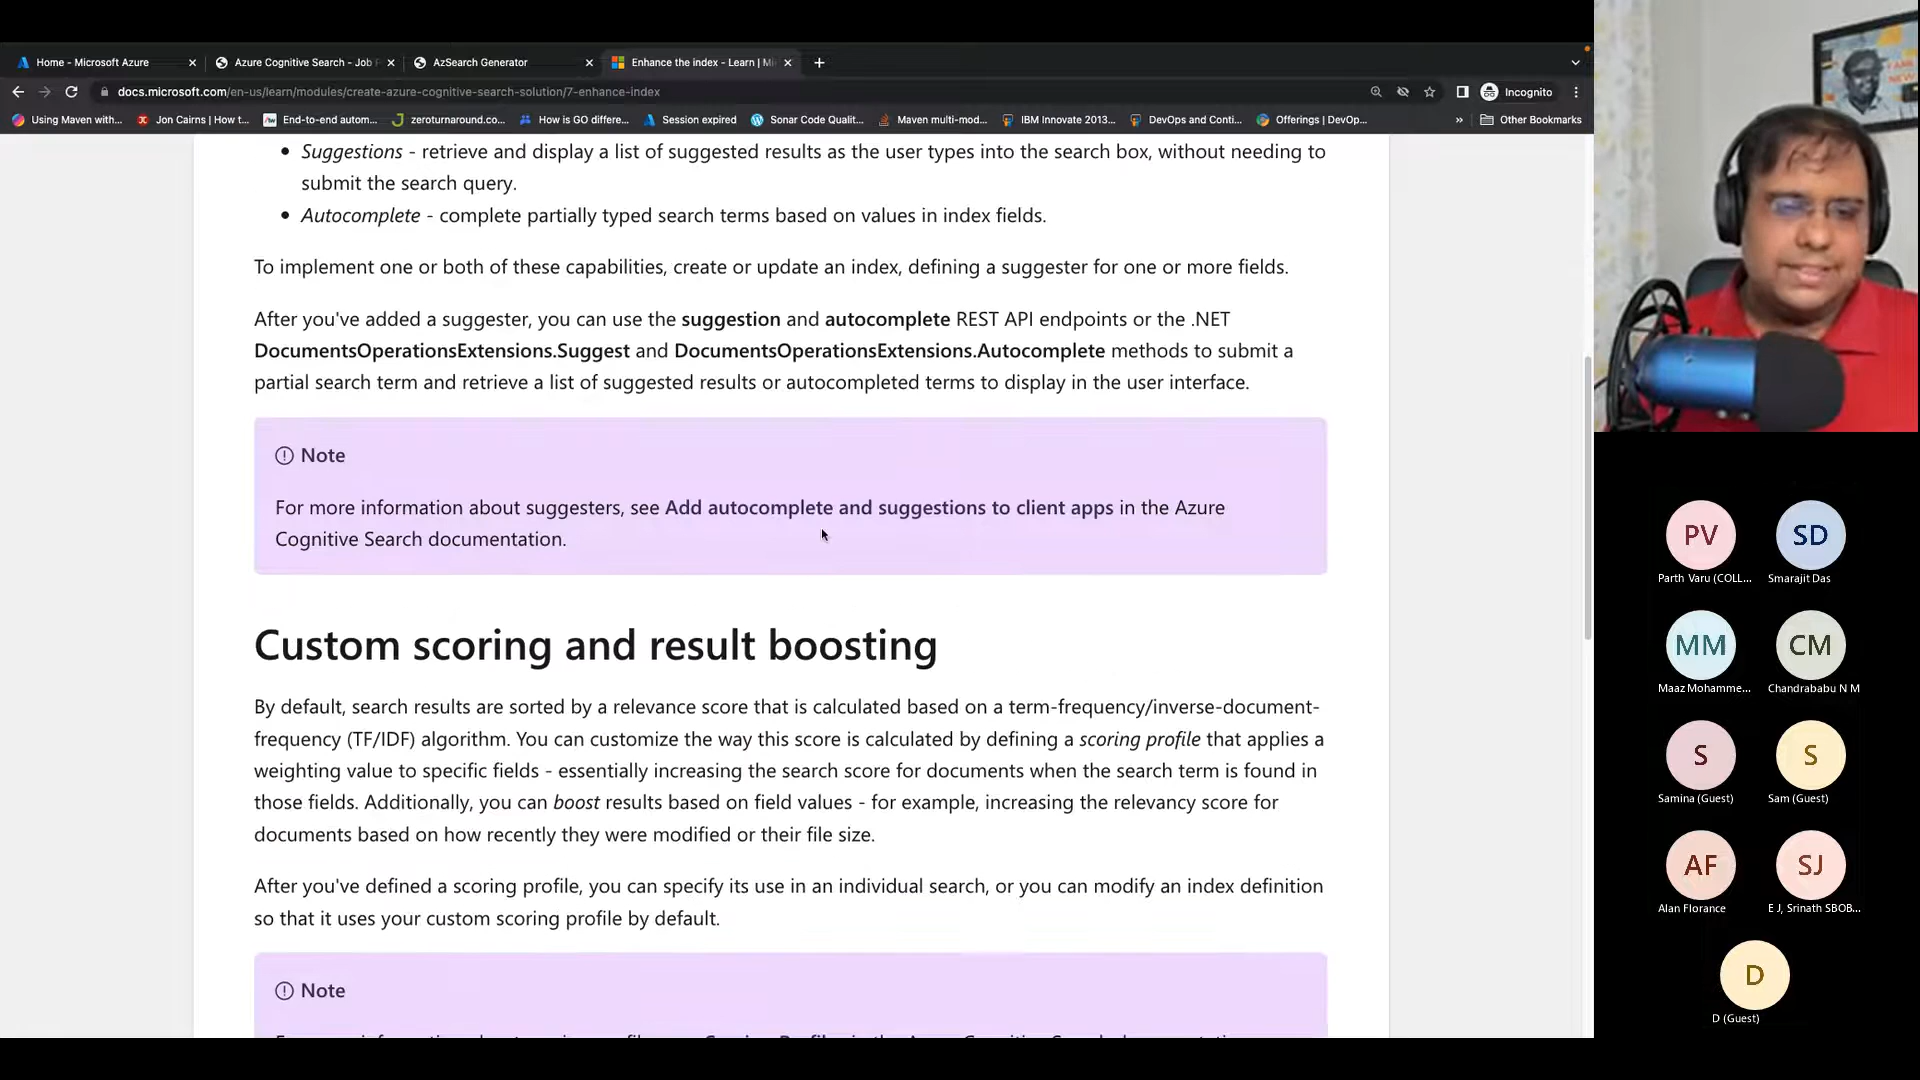 Home - Microsoft Azure
Azure Cognitive Search - Job F
AzSearch Generator
Enhance the index - Learn | Mi
docs.microsoft.com/en-us/learn/modules/create-azure-cognitive-search-solution/7-enhance-index
Incognito
Using Maven with...
Jon Cairns | How t...
End-to-end autom...
zeroturnaround.co...
How is GO differe...
Session expired
Sonar Code Qualit...
Maven multi-mod...
IBM Innovate 2013...
DevOps and Conti...
Offerings | DevOp...
»
Other Bookmarks
• Suggestions - retrieve and display a list of suggested results as the user types into the search box, without needing to
submit the search query.
• Autocomplete - complete partially typed search terms based on values in index fields.
To implement one or both of these capabilities, create or update an index, defining a suggester for one or more fields.
After you've added a suggester, you can use the suggestion and autocomplete REST API endpoints or the .NET
DocumentsOperationsExtensions.Suggest and DocumentsOperationsExtensions.Autocomplete methods to submit a
partial search term and retrieve a list of suggested results or autocompleted terms to display in the user interface.
Note
For more information about suggesters, see Add autocomplete and suggestions to client apps in the Azure
Cognitive Search documentation.
Custom scoring and result boosting
By default, search results are sorted by a relevance score that is calculated based on a term-frequency/inverse-document-
frequency (TF/IDF) algorithm. You can customize the way this score is calculated by defining a scoring profile that applies a
weighting value to specific fields - essentially increasing the search score for documents when the search term is found in
those fields. Additionally, you can boost results based on field values - for example, increasing the relevancy score for
documents based on how recently they were modified or their file size.
After you've defined a scoring profile, you can specify its use in an individual search, or you can modify an index definition
so that it uses your custom scoring profile by default.
Note
PV
SD
Parth Varu (COLL...
Smarajit Das
MM
CM
Maaz Mohamme...
Chandrababu N M
S
S
Samina (Guest)
Sam (Guest)
AF
SJ
Alan Florance
E J, Srinath SBOB...
D
D (Guest)